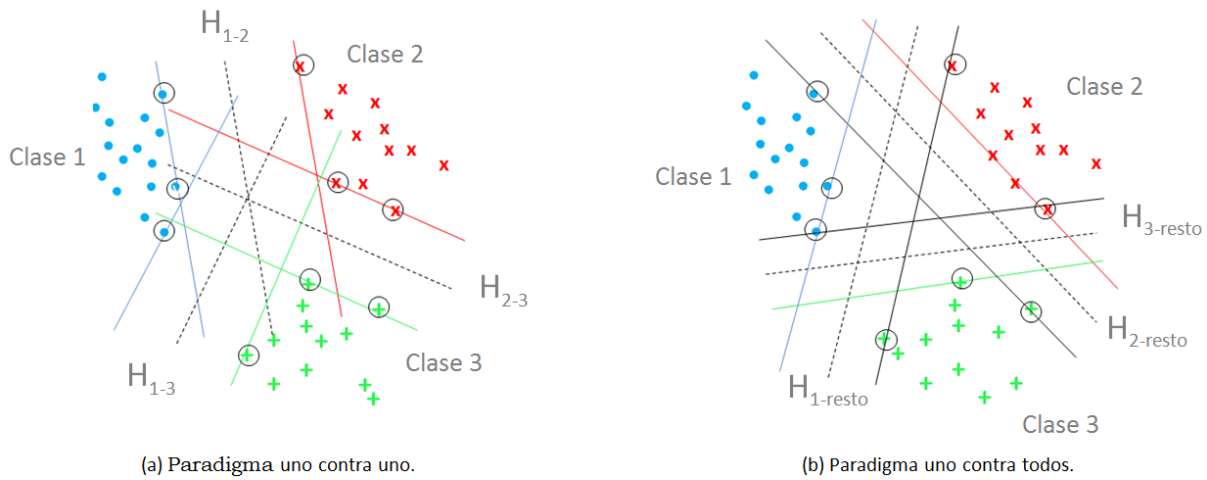 H1-2
Clase 2
Clase 1
H2-3
H1-3
Clase 3
(a) Paradigma uno contra uno.
Clase 2
Clase 1
H3-resto
H2-resto
H1-resto
Clase 3
(b) Paradigma uno contra todos.